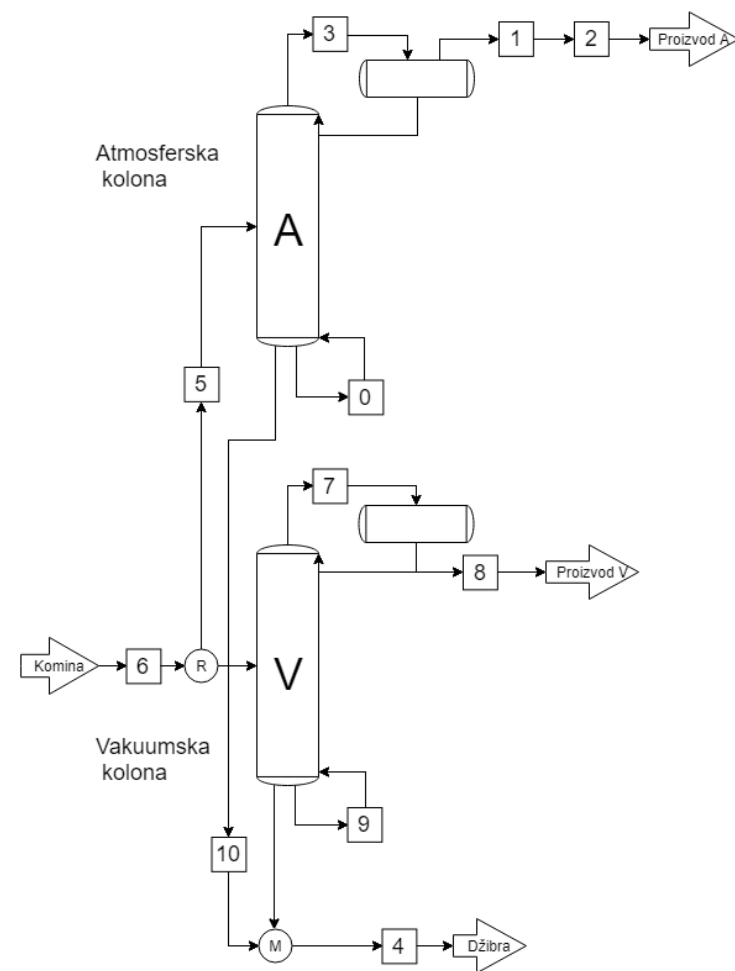 3
1
2
Proizvod A
Atmosferska
kolona
A
5
0
7
8
Proizvod V
Komina
6
R
V
Vakuumska
kolona
9
10
M
4
Džibra